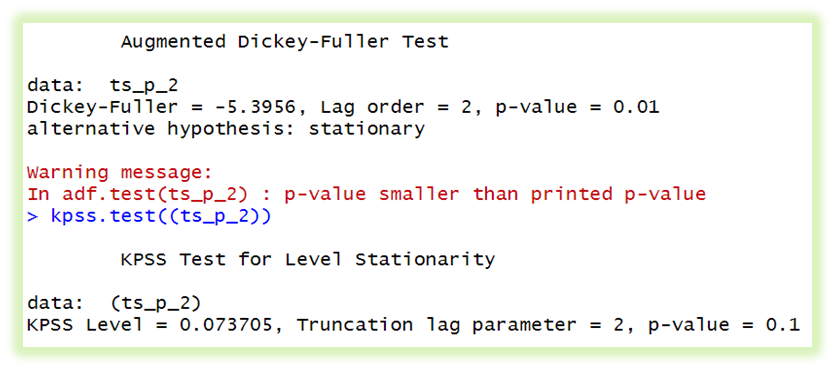 Augmented Dickey-Fuller Test
data:  ts_p_2
Dickey-Fuller = -5.3956, Lag order = 2, p-value = 0.01
alternative hypothesis: stationary
Warning message:
In adf.test(ts_p_2) : p-value smaller than printed p-value
> kpss.test((ts_p_2))
KPSS Test for Level Stationarity
data:  (ts_p_2)
KPSS Level = 0.073705, Truncation lag parameter = 2, p-value = 0.1